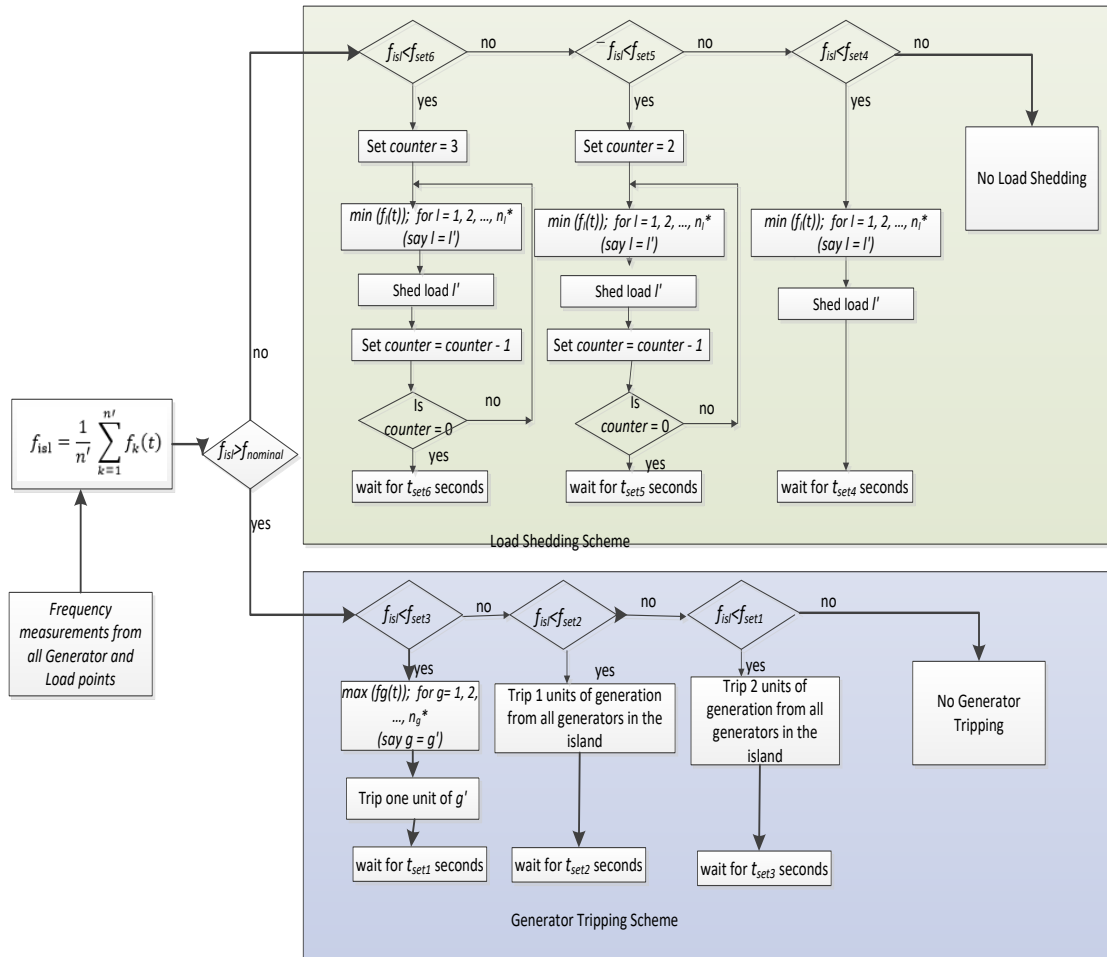 f_isl<f_set6
no
‾ f_isl<f_set5
no
f_isl<f_set4
no
yes
yes
yes
Set counter = 3
Set counter = 2
No Load Shedding
min (f_l(t)); for l = 1, 2, ..., n_l*
(say l = l')
min (f_l(t)); for l = 1, 2, ..., n_l*
(say l = l')
min (f_l(t)); for l = 1, 2, ..., n_l*
(say l = l')
Shed load l'
Shed load l'
Shed load l'
Set counter = counter - 1
Set counter = counter - 1
no
Is
counter = 0
no
Is
counter = 0
no
yes
yes
wait for t_set6 seconds
wait for t_set5 seconds
wait for t_set4 seconds
Load Shedding Scheme
f_isl = 1/n' ∑_{k=1}^{n'} f_k(t)
f_isl>f_nominal
yes
Frequency
measurements from
all Generator and
Load points
f_isl<f_set3
no
f_isl<f_set2
no
f_isl<f_set1
no
yes
yes
yes
max (fg(t)); for g= 1, 2,
..., n_g*
(say g = g')
Trip 1 units of generation
from all generators in the
island
Trip 2 units of
generation from all
generators in the
island
No Generator
Tripping
Trip one unit of g'
wait for t_set1 seconds
wait for t_set2 seconds
wait for t_set3 seconds
Generator Tripping Scheme